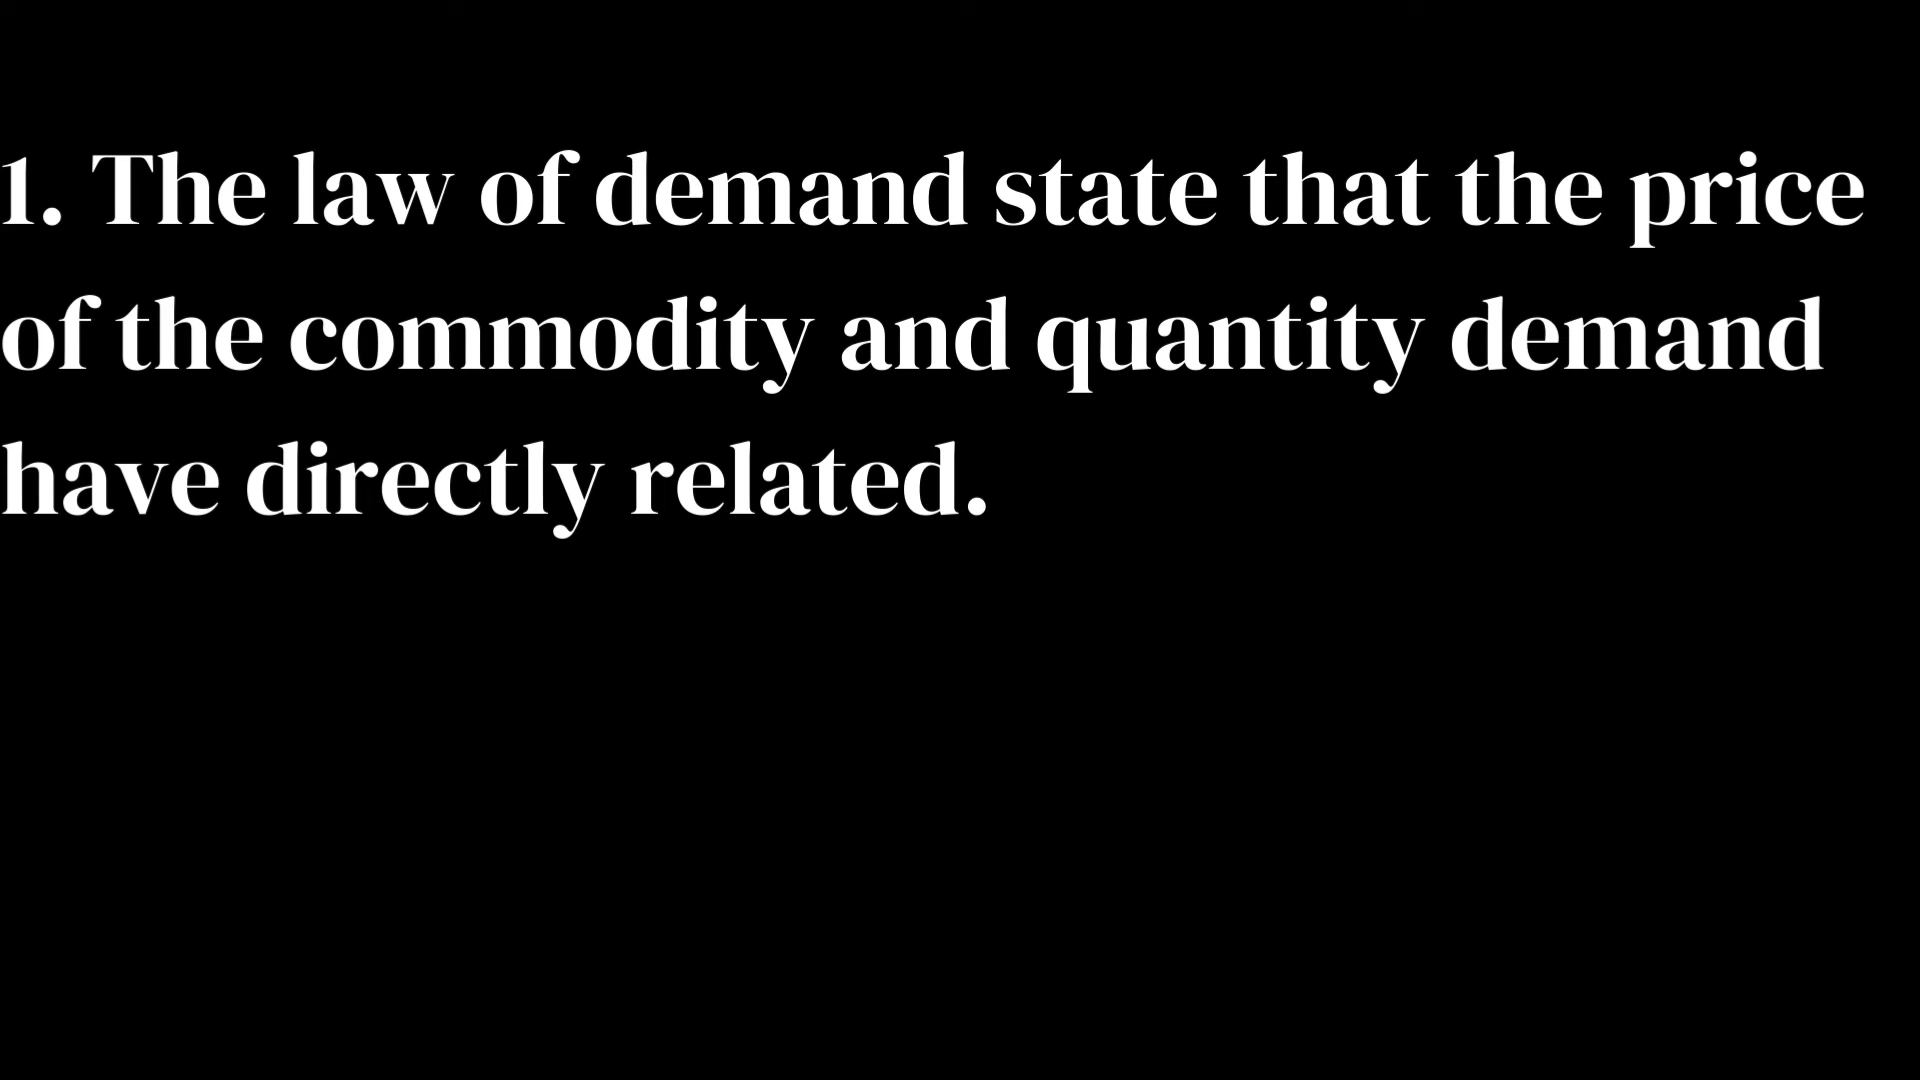 1. The law of demand state that the price
of the commodity and quantity demand
have directly related.